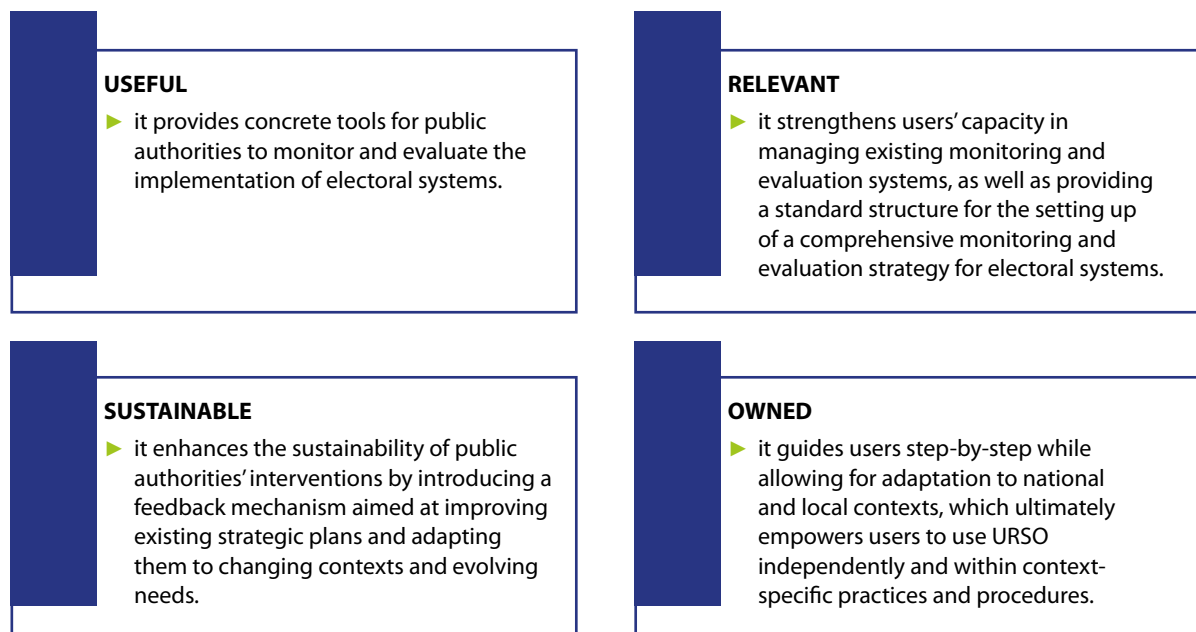 USEFUL
► it provides concrete tools for public
authorities to monitor and evaluate the
implementation of electoral systems.
RELEVANT
► it strengthens users’ capacity in
managing existing monitoring and
evaluation systems, as well as providing
a standard structure for the setting up
of a comprehensive monitoring and
evaluation strategy for electoral systems.
SUSTAINABLE
► it enhances the sustainability of public
authorities’ interventions by introducing a
feedback mechanism aimed at improving
existing strategic plans and adapting
them to changing contexts and evolving
needs.
OWNED
► it guides users step-by-step while
allowing for adaptation to national
and local contexts, which ultimately
empowers users to use URSO
independently and within context-
specific practices and procedures.